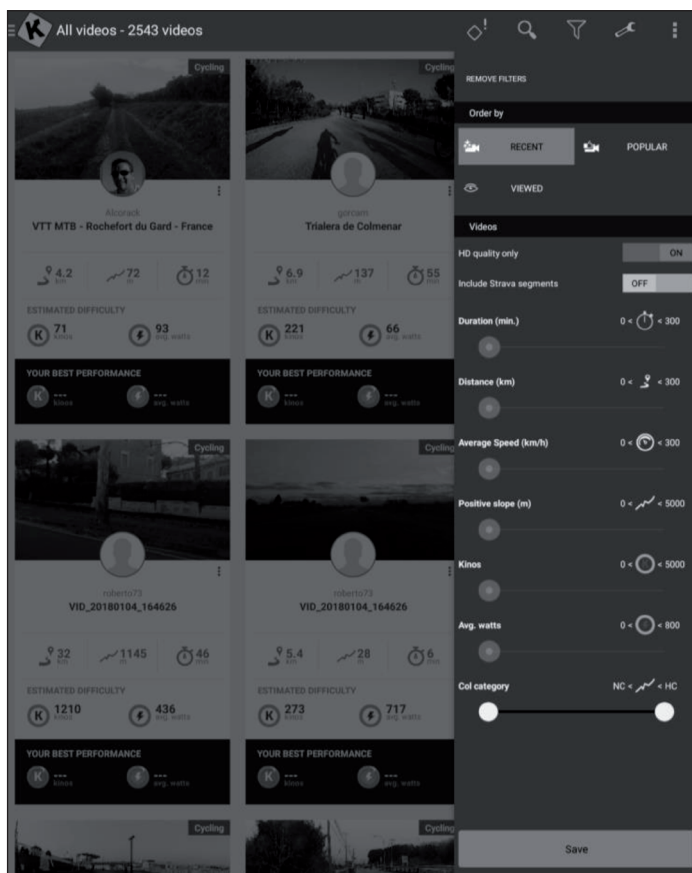 K All videos - 2543 videos
Cycling
Alcorack
VTT MTB - Rochefort du Gard - France
4.2 km 72 m 12 min
ESTIMATED DIFFICULTY
K 71 kinos 93 avg. watts
YOUR BEST PERFORMANCE
K --- kinos --- avg. watts
Cycling
gorcam
Trialera de Colmenar
6.9 km 137 m 55 min
ESTIMATED DIFFICULTY
K 221 kinos 66 avg. watts
YOUR BEST PERFORMANCE
K --- kinos --- avg. watts
Cycling
ruberto73
VID_20180104_164626
32 km 1145 m 46 min
ESTIMATED DIFFICULTY
K 1210 kinos 436 avg. watts
YOUR BEST PERFORMANCE
K --- kinos --- avg. watts
Cycling
roberto73
VID_20180104_164626
5.4 km 28 m 6 min
ESTIMATED DIFFICULTY
K 273 kinos 717 avg. watts
YOUR BEST PERFORMANCE
K --- kinos --- avg. watts
Cycling
Cycling
REMOVE FILTERS
Order by
RECENT POPULAR
VIEWED
Videos
HD quality only ON
Include Strava segments OFF
Duration (min.) 0 < < 300
Distance (km) 0 < < 300
Average Speed (km/h) 0 < < 300
Positive slope (m) 0 < < 5000
Kinos 0 < < 5000
Avg. watts 0 < < 800
Col category NC < < HC
Save